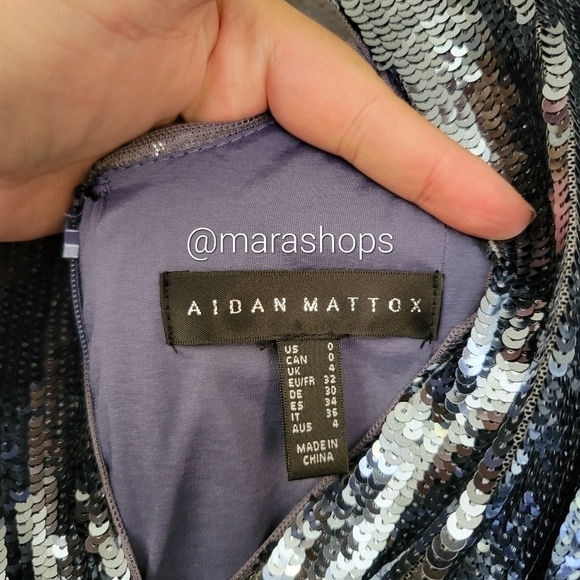 @marashops
AIDAN MATTOX
US 0
CAN 0
UK 4
EU/FR 32
DE 30
ES 34
IT 36
AUS 4
MADE IN
CHINA